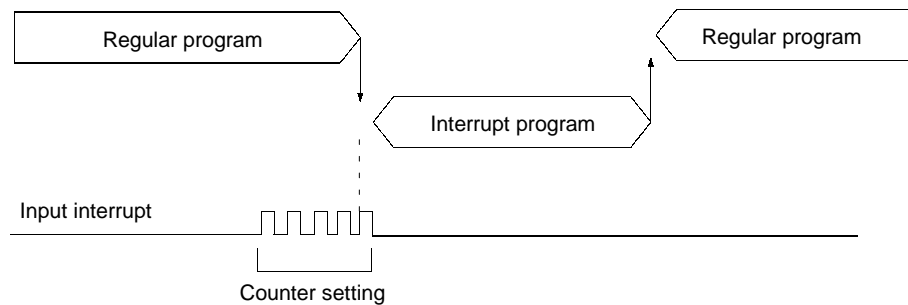 Regular program
Regular program
Interrupt program
Input interrupt
Counter setting